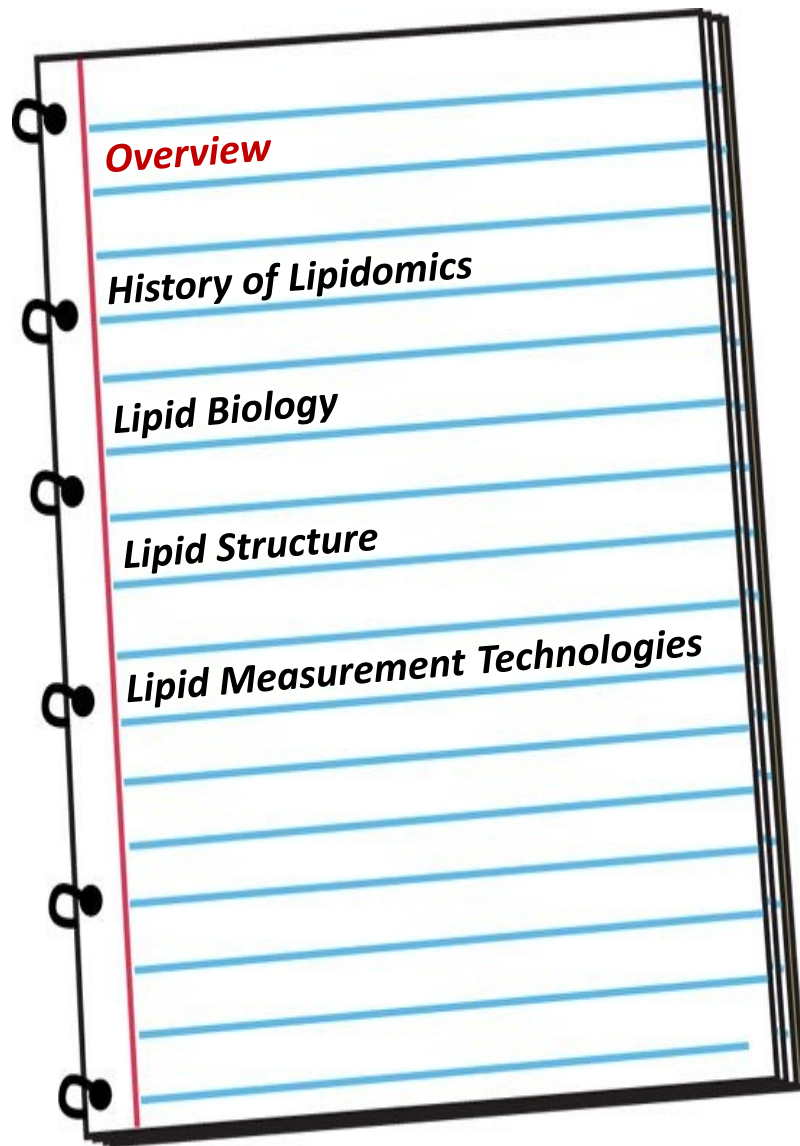 Overview
History of Lipidomics
Lipid Biology
Lipid Structure
Lipid Measurement Technologies